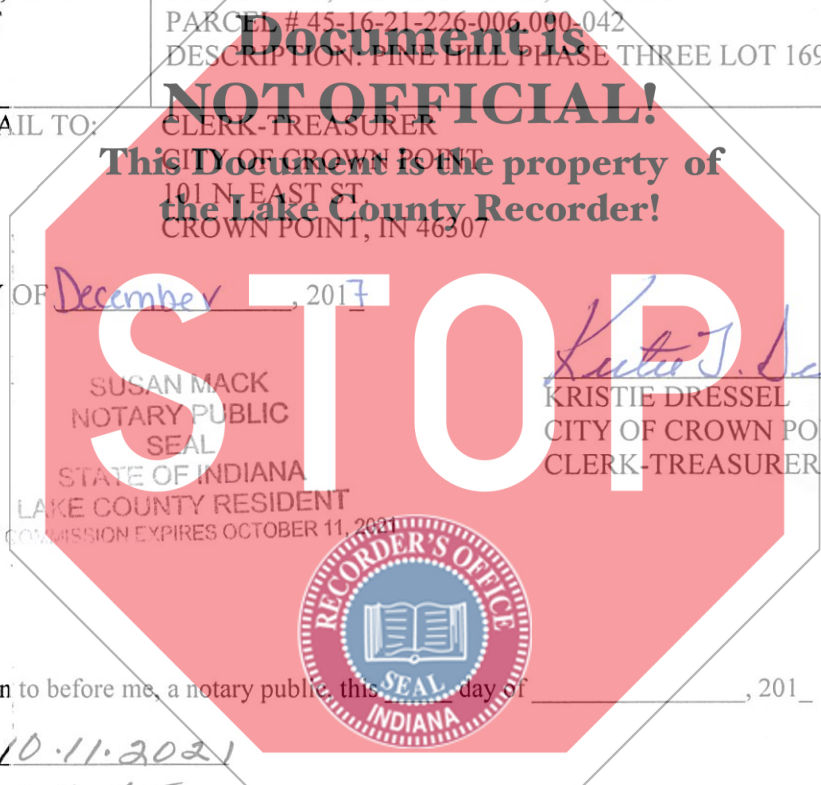 PARCEL # 45-16-21-226-006.000-042
Document is
DESCRIPTION: PINE HILL PHASE THREE LOT 169
NOT OFFICIAL!
AIL TO: CLERK-TREASURER
CITY OF CROWN POINT
This Document is the property of
101 N. EAST ST.
the Lake County Recorder!
CROWN POINT, IN 46307
OF December, 2017
STOP
Kristie J. De
SUSAN MACK
NOTARY PUBLIC
SEAL
STATE OF INDIANA
LAKE COUNTY RESIDENT
COMMISSION EXPIRES OCTOBER 11, 2021
KRISTIE DRESSEL
CITY OF CROWN PO
CLERK-TREASURER
RECORDER'S OFFICE
SEAL
INDIANA
n to before me, a notary public, this day of , 201_
10.11.2021